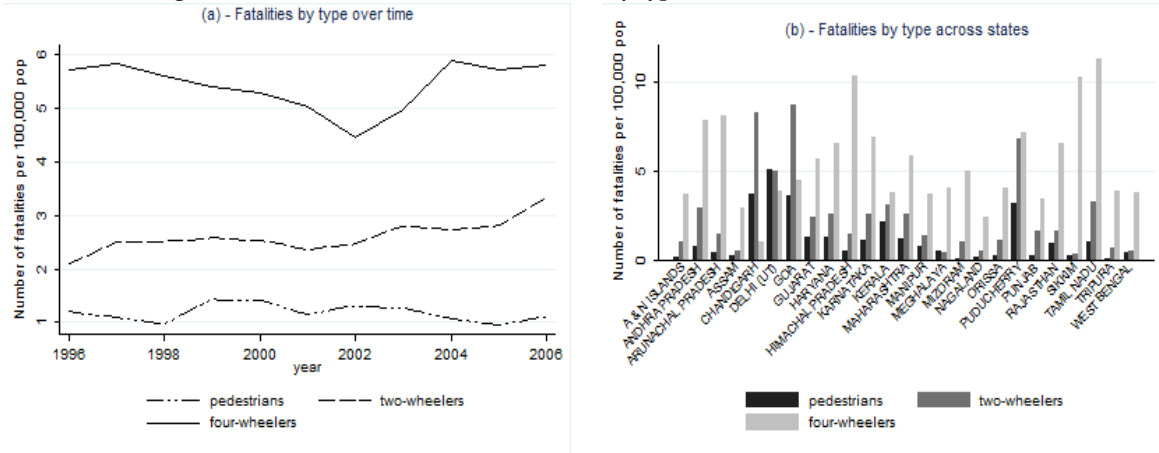 (a) - Fatalities by type over time
Number of fatalities per 100,000 pop
6
5
4
3
2
1
1996 1998 2000 2002 2004 2006
year
pedestrians two-wheelers
four-wheelers
(b) - Fatalities by type across states
Number of fatalities per 100,000 pop
10
5
0
A & N ISLANDS
ANDHRA PRADESH
ARUNACHAL PRADESH
ASSAM
CHANDIGARH
DELHI (UT)
GOA
GUJARAT
HARYANA
HIMACHAL PRADESH
KARNATAKA
KERALA
MAHARASHTRA
MANIPUR
MEGHALAYA
MIZORAM
NAGALAND
ORISSA
PUDUCHERRY
PUNJAB
RAJASTHAN
SIKKIM
TAMIL NADU
TRIPURA
WEST BENGAL
pedestrians two-wheelers
four-wheelers